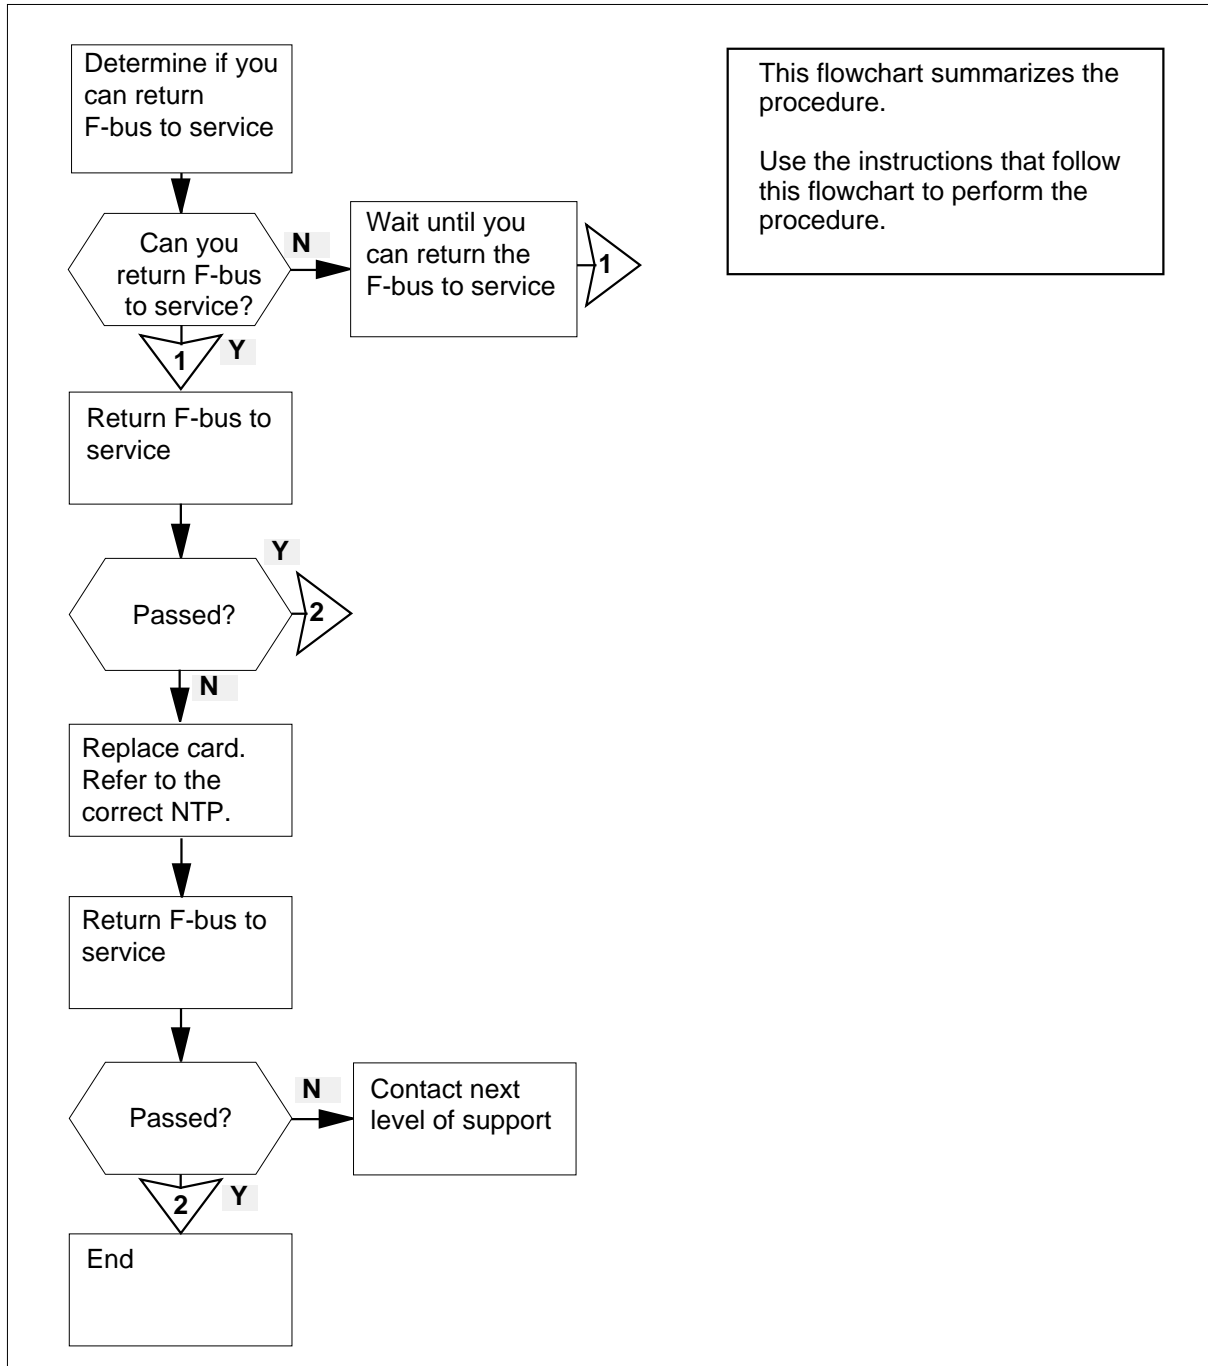 Determine if you
can return
F-bus to service
This flowchart summarizes the
procedure.
Use the instructions that follow
this flowchart to perform the
procedure.
Can you
return F-bus
to service?
N
Wait until you
can return the
F-bus to service
1
1
Y
Return F-bus to
service
Y
Passed?
2
N
Replace card.
Refer to the
correct NTP.
Return F-bus to
service
Passed?
N
Contact next
level of support
2
Y
End